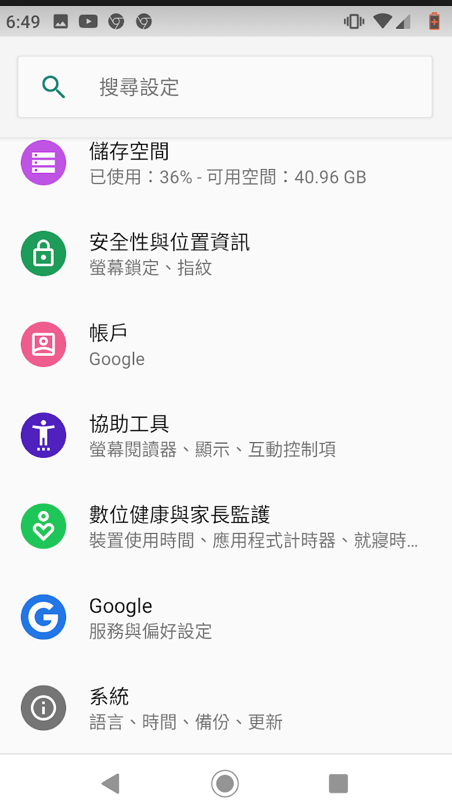 6:49
搜尋設定
儲存空間
已使用：36% - 可用空間：40.96 GB
安全性與位置資訊
螢幕鎖定、指紋
帳戶
Google
協助工具
螢幕閱讀器、顯示、互動控制項
數位健康與家長監護
裝置使用時間、應用程式計時器、就寢時…
Google
服務與偏好設定
系統
語言、時間、備份、更新